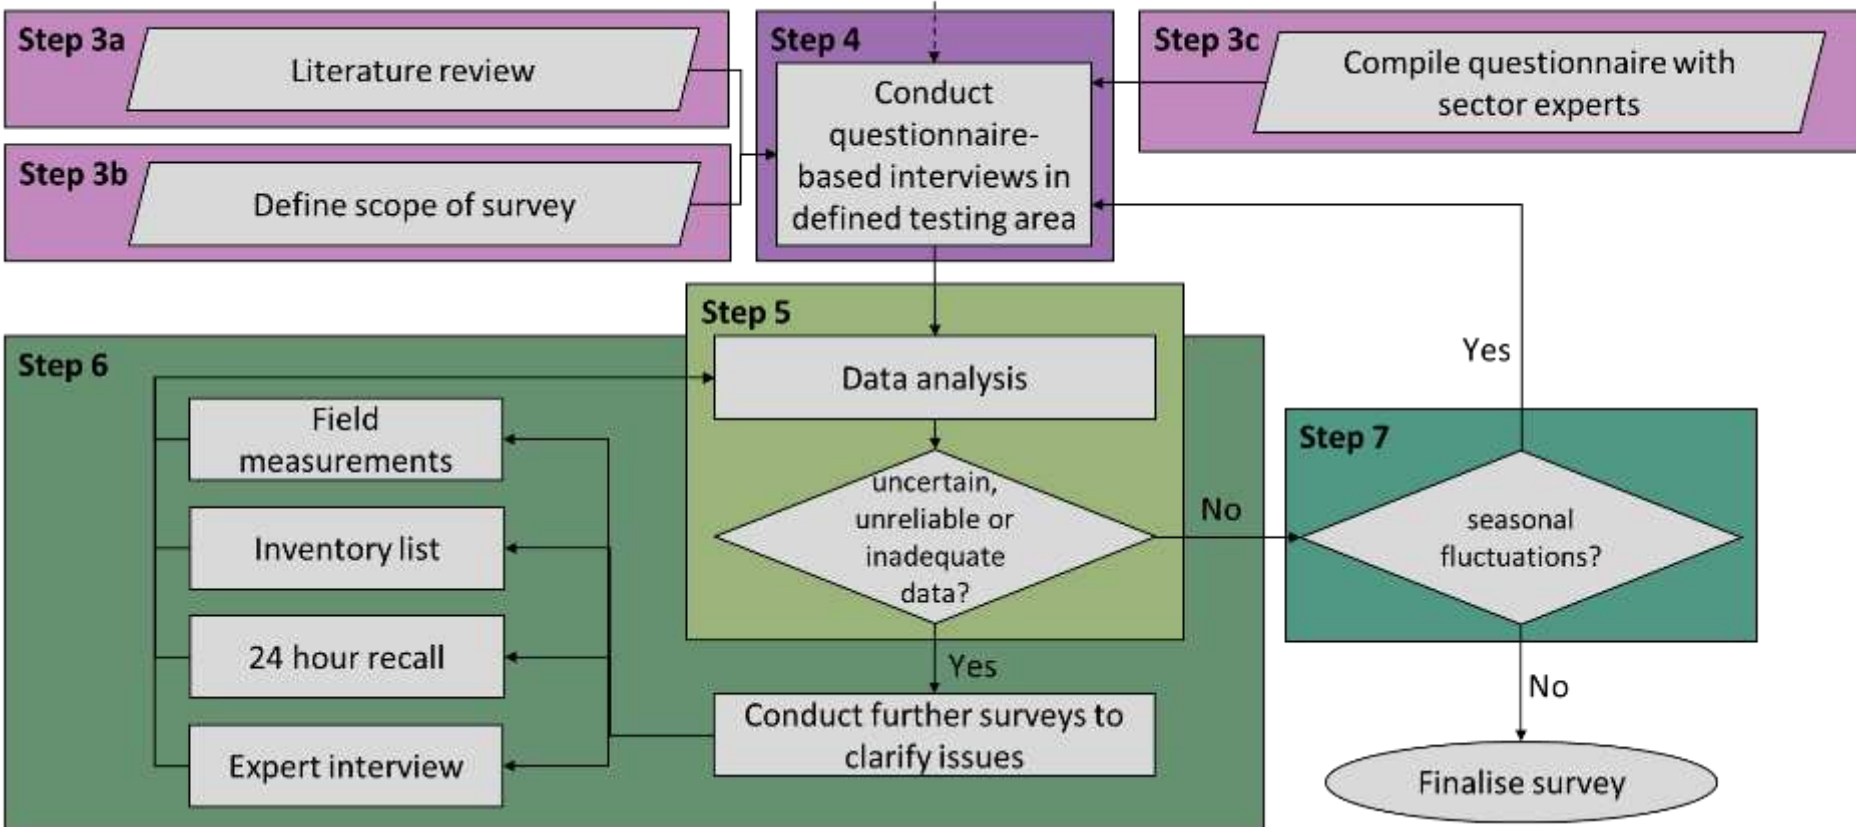 Step 3a
Literature review
Step 3b
Define scope of survey
Step 4
Conduct
questionnaire-
based interviews in
defined testing area
Step 3c
Compile questionnaire with
sector experts
Step 5
Data analysis
uncertain,
unreliable or
inadequate
data?
No
Yes
Step 6
Field
measurements
Inventory list
24 hour recall
Expert interview
Conduct further surveys to
clarify issues
Step 7
seasonal
fluctuations?
Yes
No
Finalise survey